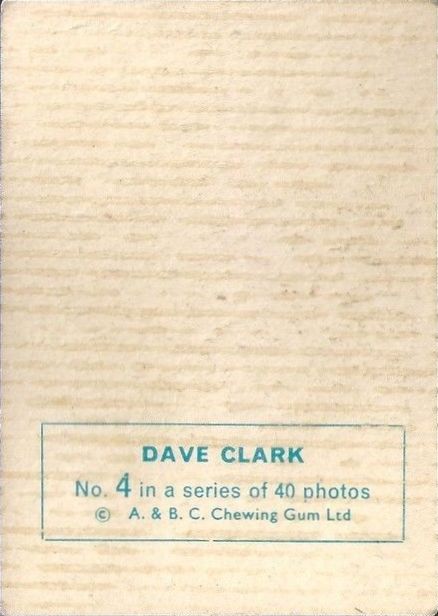 DAVE CLARK
No. 4 in a series of 40 photos
© A. & B. C. Chewing Gum Ltd